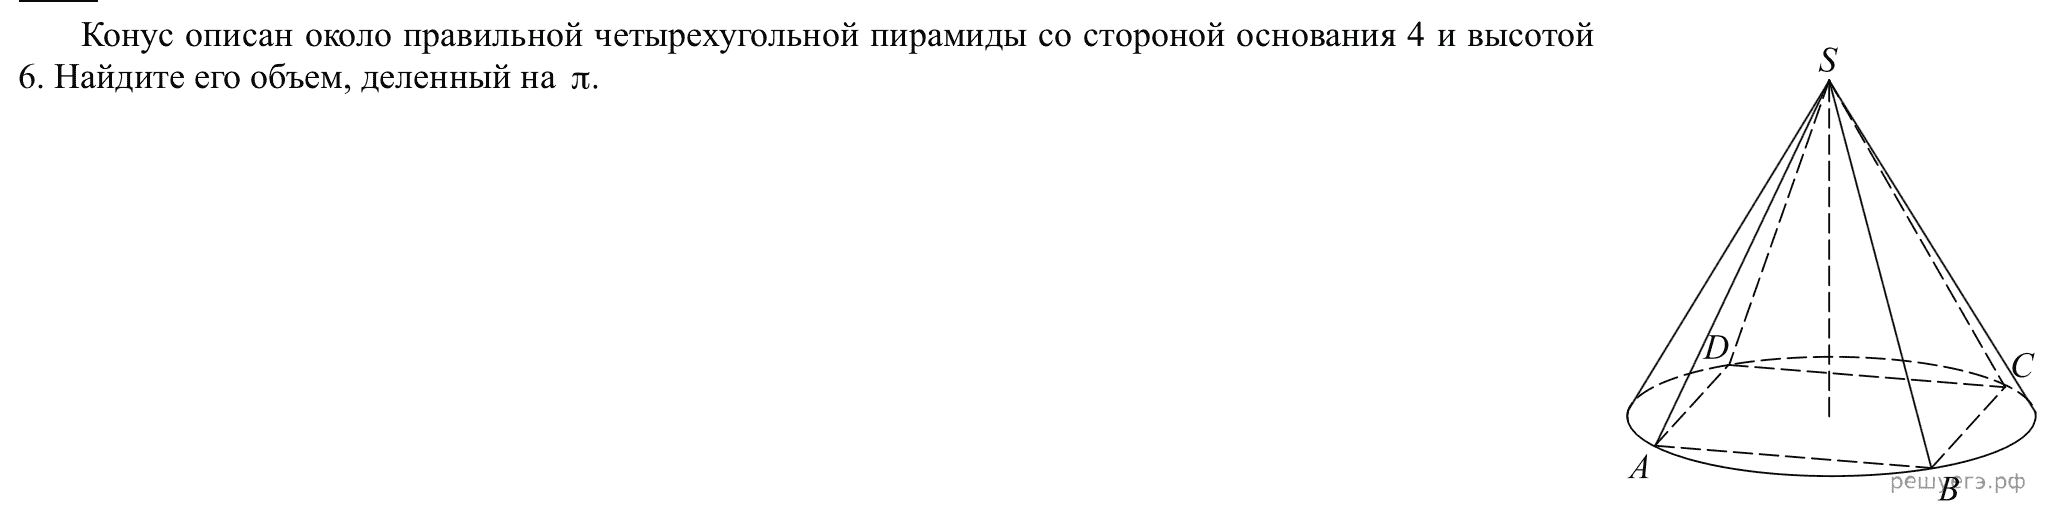 Конус описан около правильной четырехугольной пирамиды со стороной основания 4 и высотой
6. Найдите его объем, деленный на π.
S
D
C
A
B
решуегэ.рф